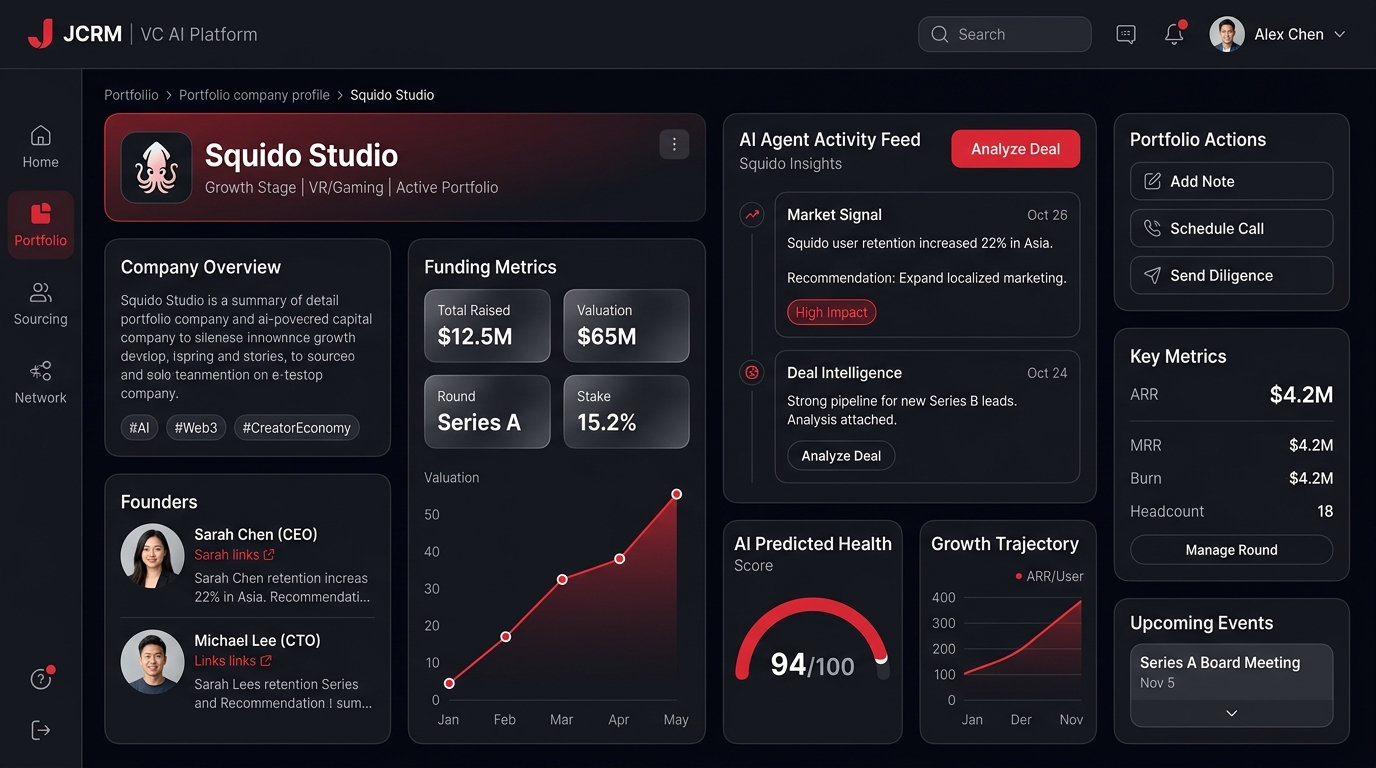 JCRM | VC AI Platform
Search
Alex Chen
Home
Portfolio
Sourcing
Network
Portfoliio > Portfolio company profile > Squido Studio
Squido Studio
Growth Stage | VR/Gaming | Active Portfolio
Company Overview
Squido Studio is a summary of detail
portfolio company and ai-povecred capital
company to silenese innownnce growth
devclop, Ispring and stories, to sourceo
and solo teanmention on e-testop
company.
#AI
#Web3
#CreatorEconomy
Founders
Sarah Chen (CEO)
Sarah links
Sarah Chen retention increas
22% in Asia. Recommendati...
Michael Lee (CTO)
Links links
Sarah Lees retention Series
and Recommendation ! sum...
Funding Metrics
Total Raised
$12.5M
Valuation
$65M
Round
Series A
Stake
15.2%
Valuation
50
40
30
20
10
0
Jan Feb Mar Apr May
AI Agent Activity Feed
Squido Insights
Analyze Deal
Market Signal
Oct 26
Squido user retention increased 22% in Asia.
Recommendation: Expand localized marketing.
High Impact
Deal Intelligence
Oct 24
Strong pipeline for new Series B leads.
Analysis attached.
Analyze Deal
AI Predicted Health
Score
94/100
Growth Trajectory
ARR/User
400
300
200
100
0
Jan Der Nov
Portfolio Actions
Add Note
Schedule Call
Send Diligence
Key Metrics
ARR $4.2M
MRR $4.2M
Burn $4.2M
Headcount 18
Manage Round
Upcoming Events
Series A Board Meeting
Nov 5